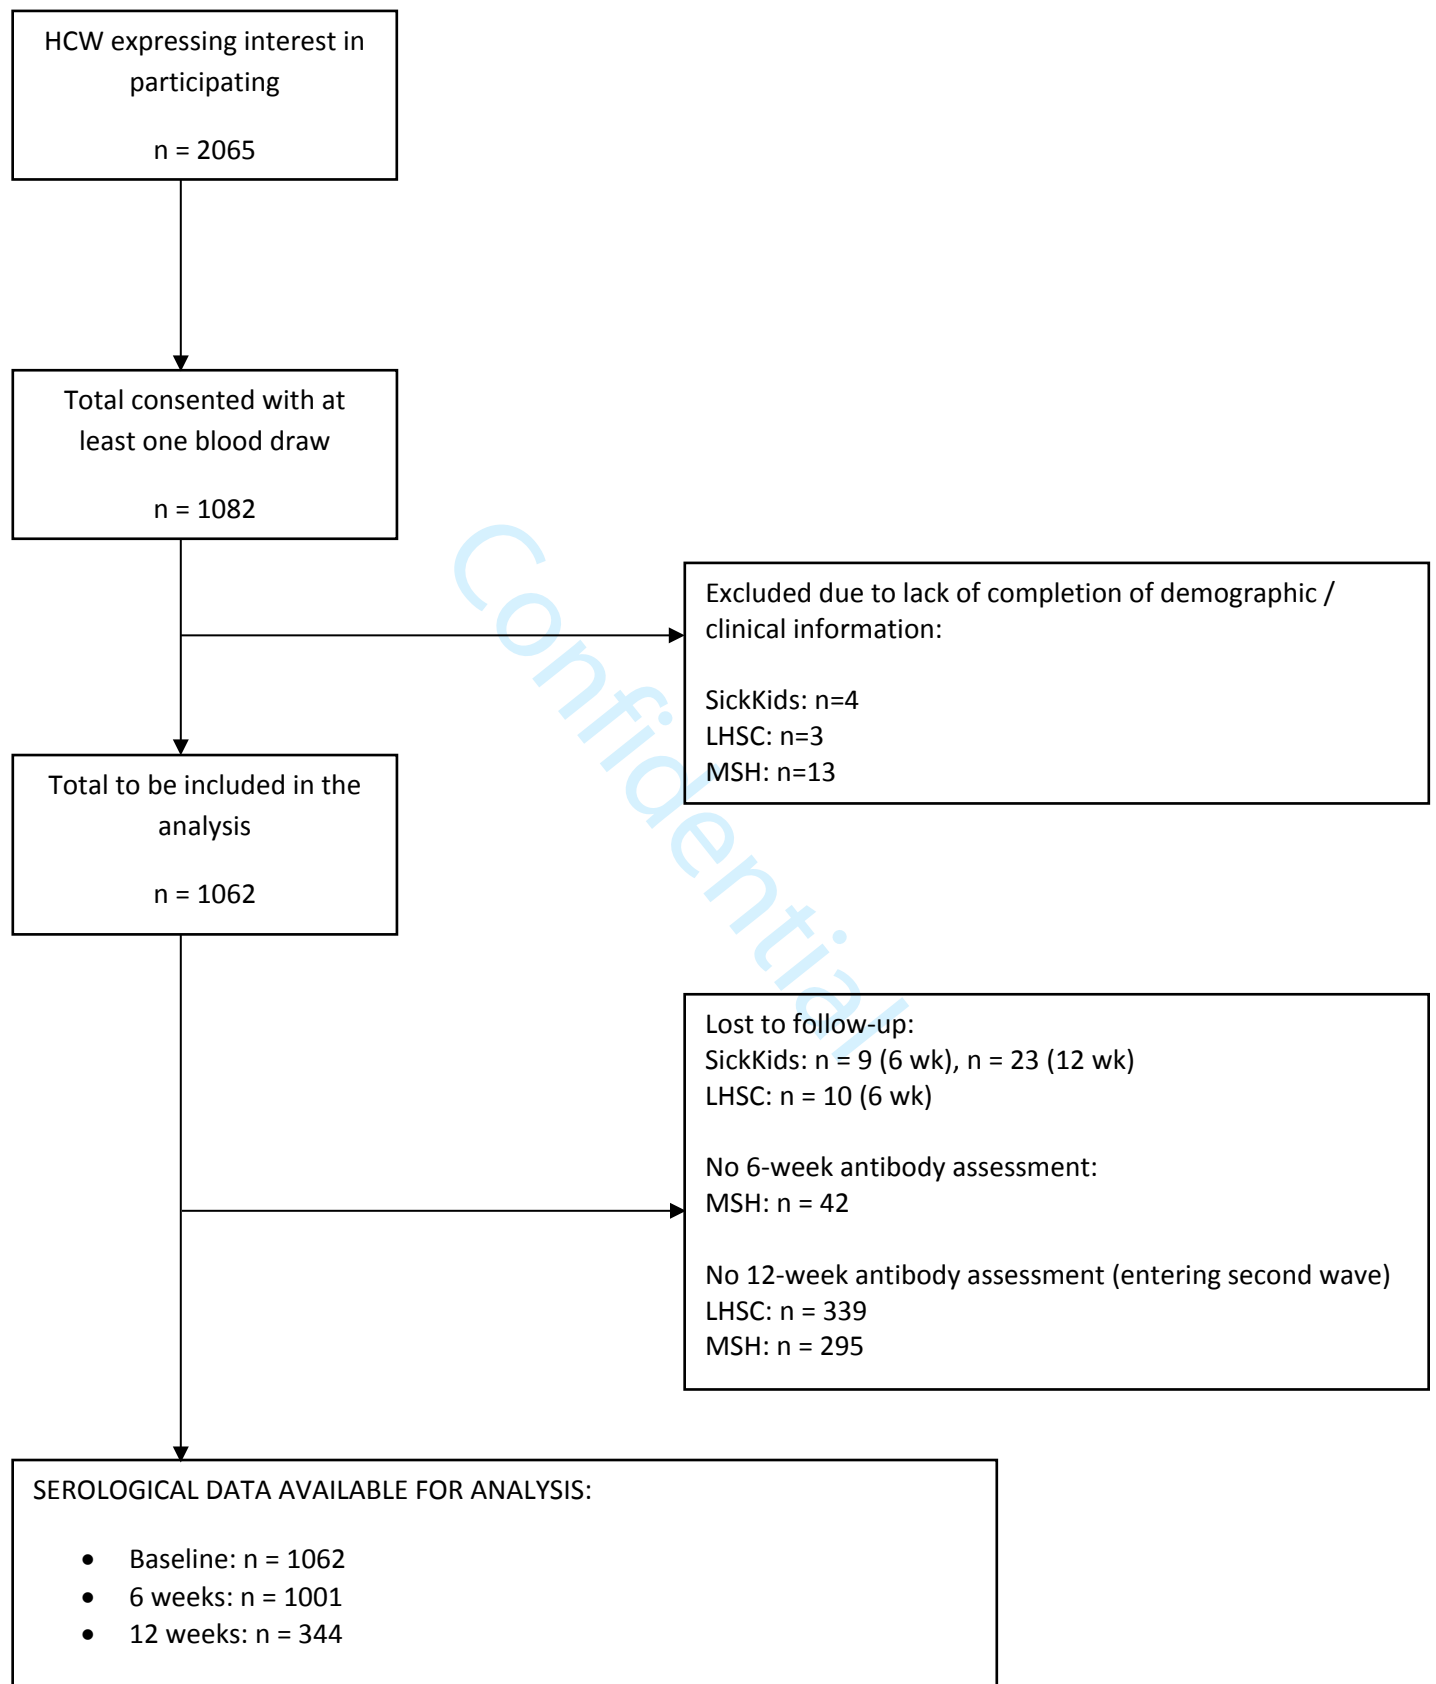 HCW expressing interest in
participating
n = 2065
Total consented with at
least one blood draw
n = 1082
Excluded due to lack of completion of demographic /
clinical information:
SickKids: n=4
LHSC: n=3
MSH: n=13
Total to be included in the
analysis
n = 1062
Confidential
Lost to follow-up:
SickKids: n = 9 (6 wk), n = 23 (12 wk)
LHSC: n = 10 (6 wk)
No 6-week antibody assessment:
MSH: n = 42
No 12-week antibody assessment (entering second wave)
LHSC: n = 339
MSH: n = 295
SEROLOGICAL DATA AVAILABLE FOR ANALYSIS:
• Baseline: n = 1062
• 6 weeks: n = 1001
• 12 weeks: n = 344